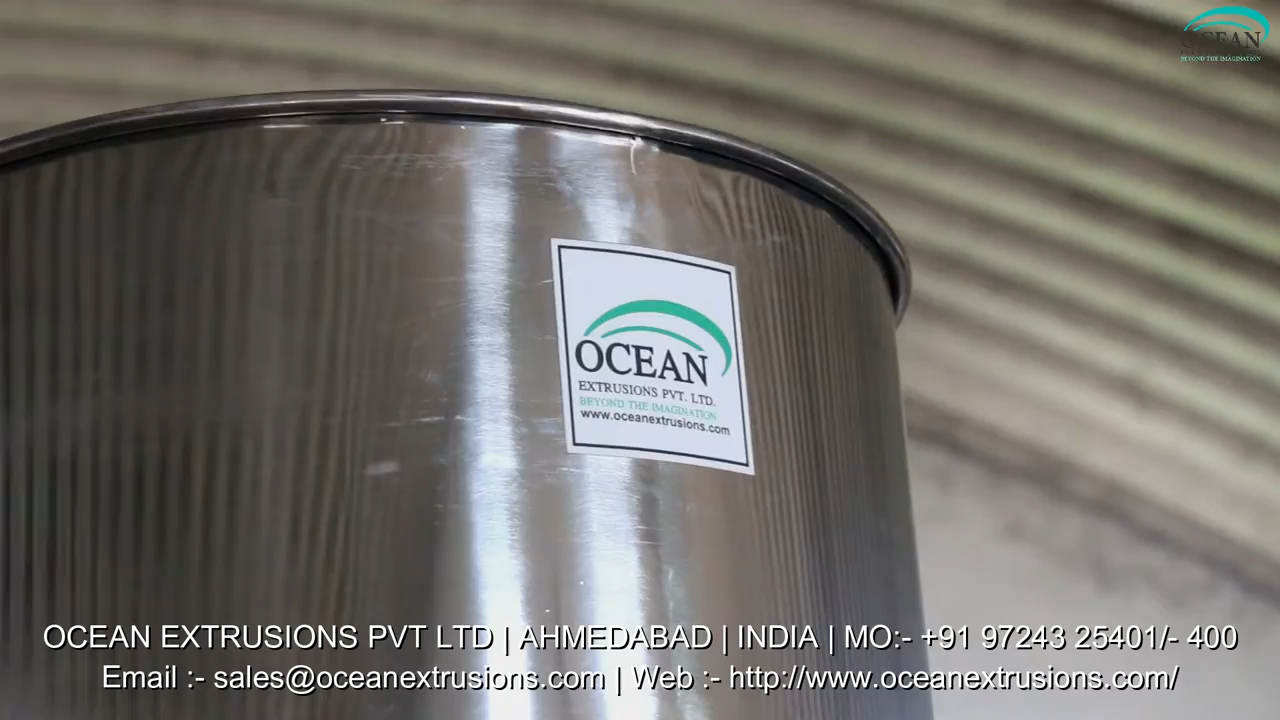 OCEAN
BEYOND THE IMAGINATION
OCEAN
EXTRUSIONS PVT. LTD.
BEYOND THE IMAGINATION
www.oceanextrusions.com
OCEAN EXTRUSIONS PVT LTD | AHMEDABAD | INDIA | MO:- +91 97243 25401/- 400
Email :- sales@oceanextrusions.com | Web :- http://www.oceanextrusions.com/